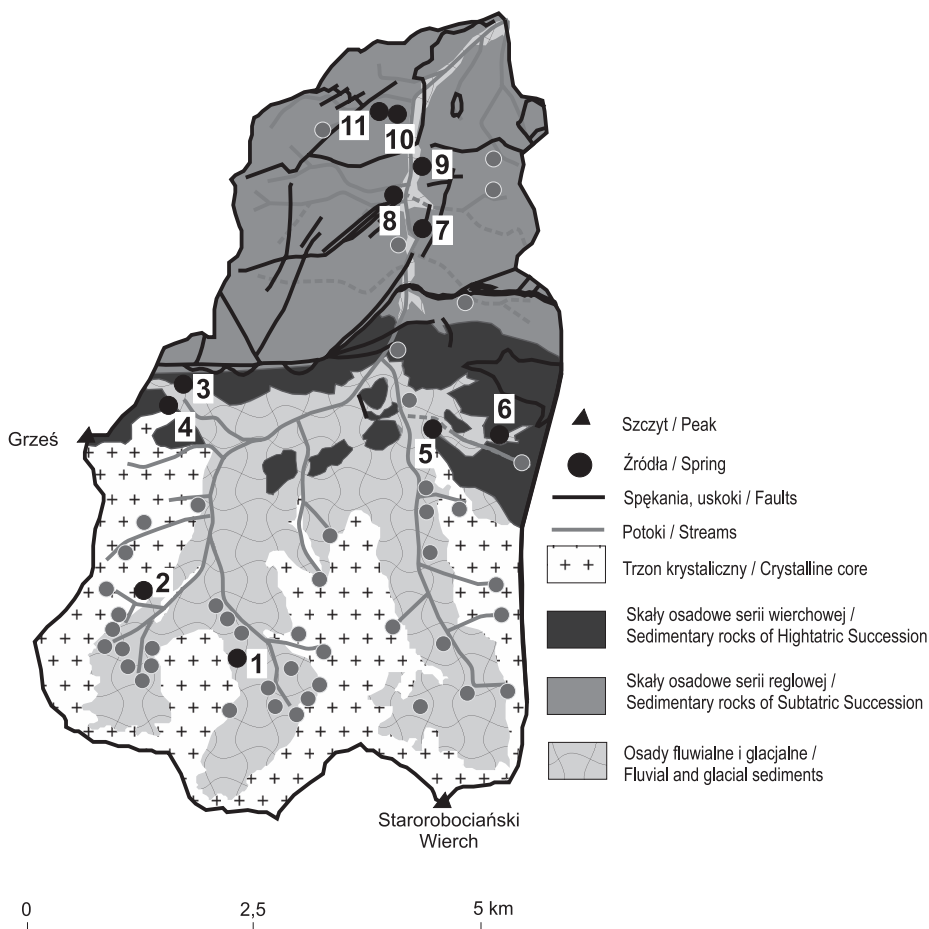 11
10
9
8
7
3
4
6
5
Grześ
2
1
Szczyt / Peak
Źródła / Spring
Spękania, uskoki / Faults
Potoki / Streams
Trzon krystaliczny / Crystalline core
Skały osadowe serii wierchowej /
Sedimentary rocks of Hightatric Succession
Skały osadowe serii reglowej /
Sedimentary rocks of Subtatric Succession
Osady fluwialne i glacjalne /
Fluvial and glacial sediments
Starorobociański
Wierch
0 2,5 5 km